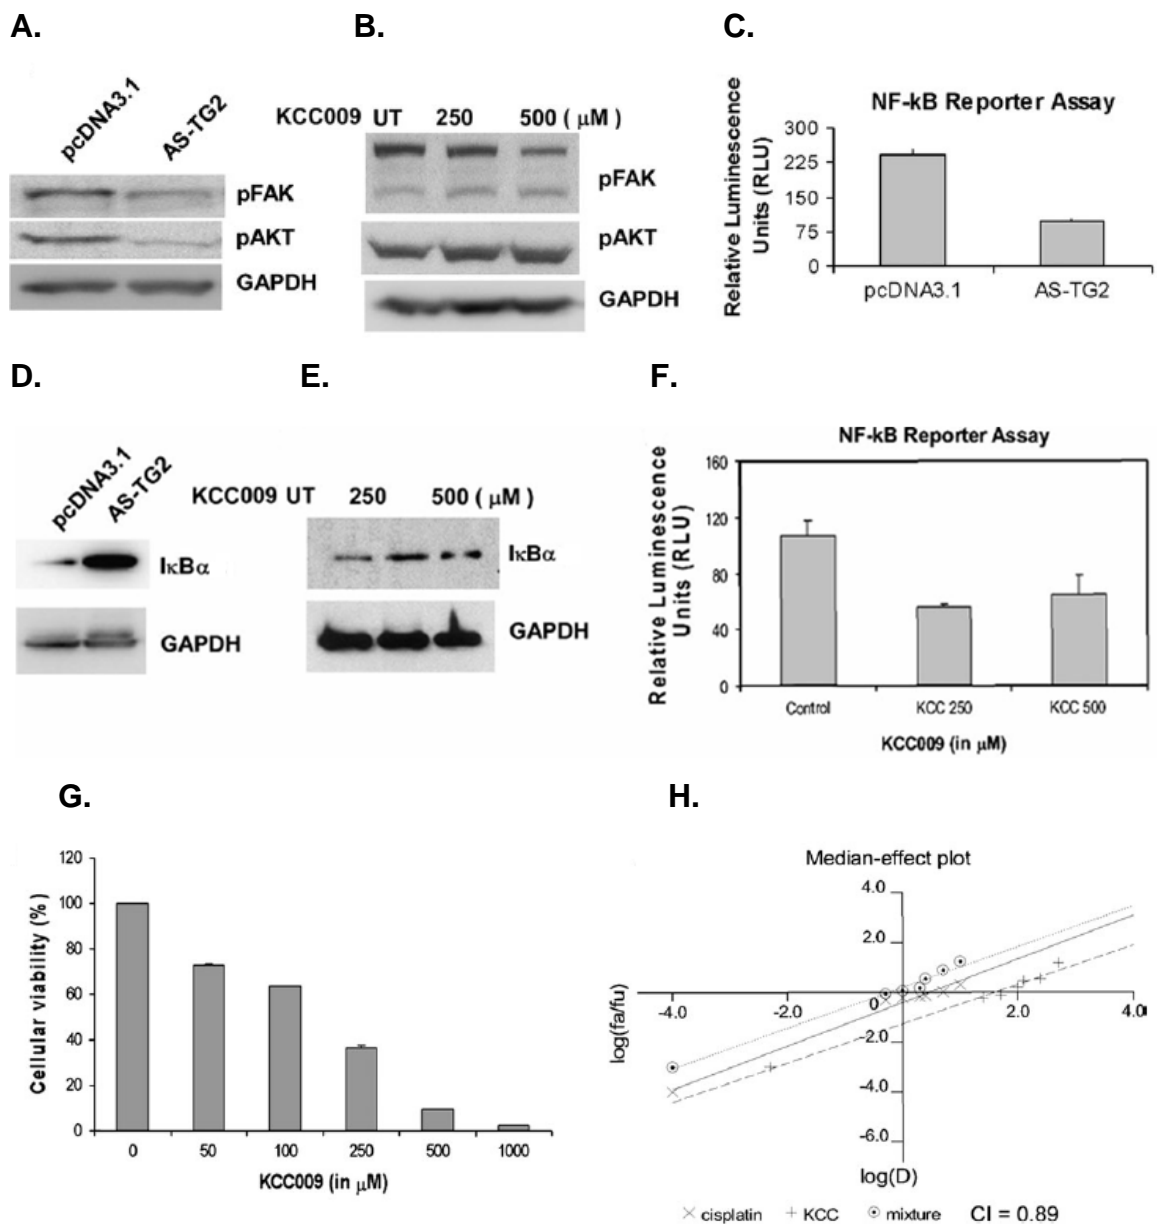 A.
B.
C.
pcDNA3.1
AS-TG2
pFAK
pAKT
GAPDH
KCC009 UT 250 500 ( μM )
pFAK
pAKT
GAPDH
NF-kB Reporter Assay
Relative Luminescence
Units (RLU)
300
225
150
75
0
pcDNA3.1
AS-TG2
D.
E.
F.
pcDNA3.1
AS-TG2
IκBα
GAPDH
KCC009 UT 250 500 ( μM )
IκBα
GAPDH
NF-kB Reporter Assay
Relative Luminescence
Units (RLU)
160
120
80
40
0
Control
KCC 250
KCC 500
KCC009 (in μM)
G.
H.
Cellular viability (%)
120
100
80
60
40
20
0
0 50 100 250 500 1000
KCC009 (in μM)
Median-effect plot
log(fa/fu)
4.0
2.0
-4.0 -2.0 0 2.0 4.0
-2.0
-4.0
-6.0
log(D)
× cisplatin + KCC ⊙ mixture CI = 0.89